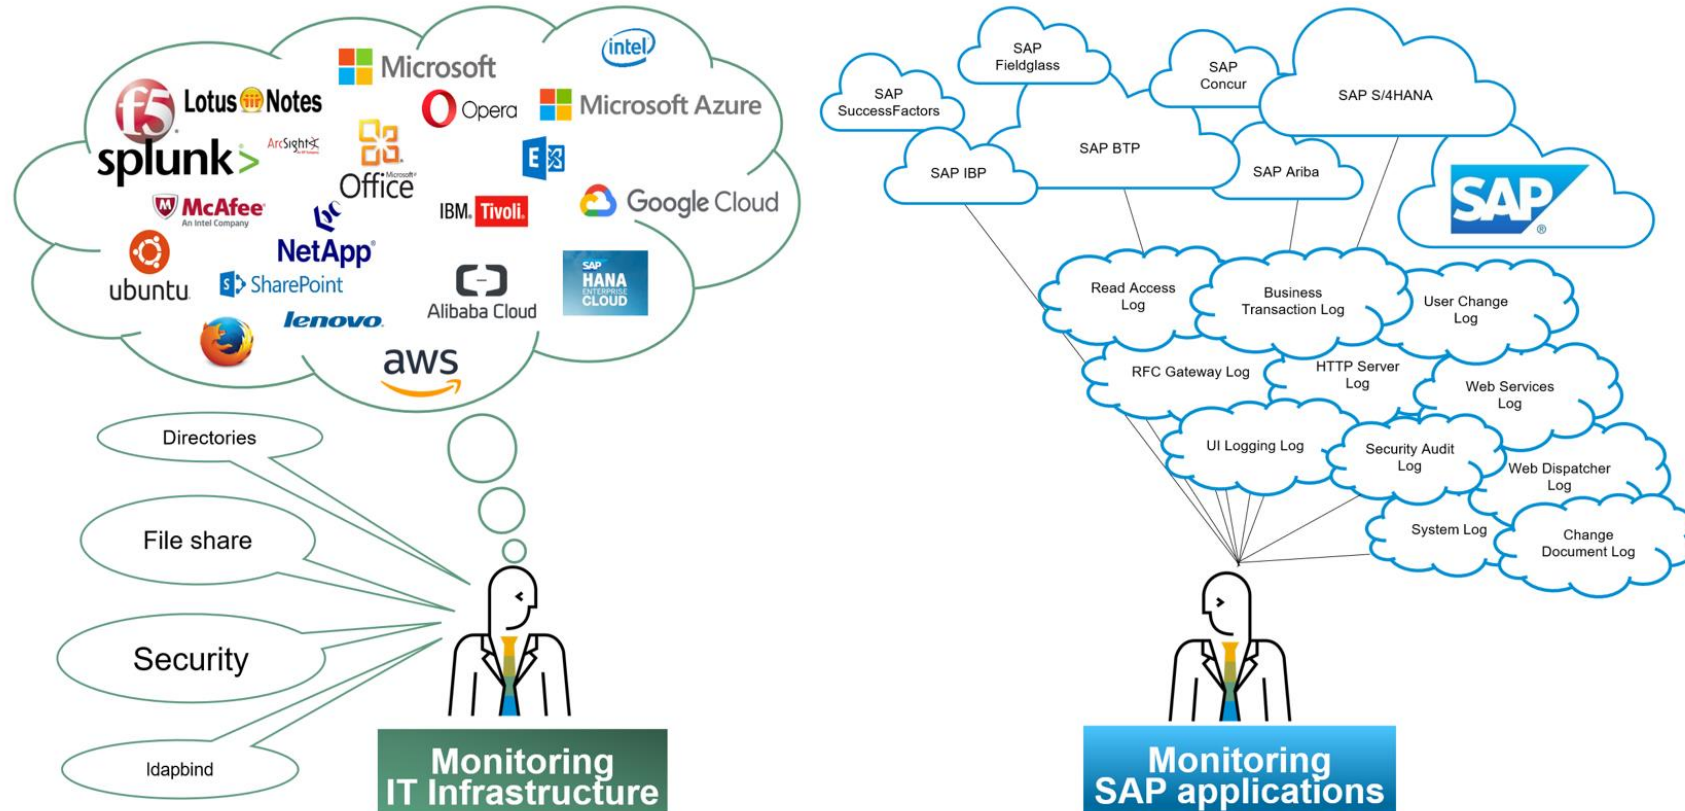 f5
Lotus Notes
Microsoft
intel
Opera
Microsoft Azure
splunk>
ArcSight
Microsoft
Office
E
McAfee
An Intel Company
NetApp
IBM. Tivoli.
Google Cloud
ubuntu
S SharePoint
lenovo
Alibaba Cloud
SAP
HANA
ENTERPRISE
CLOUD
aws
Directories
File share
Security
ldapbind
Monitoring
IT Infrastructure
SAP
SuccessFactors
SAP
Fieldglass
SAP
Concur
SAP S/4HANA
SAP IBP
SAP BTP
SAP Ariba
SAP
Read Access
Log
Business
Transaction Log
User Change
Log
RFC Gateway Log
HTTP Server
Log
Web Services
Log
UI Logging Log
Security Audit
Log
Web Dispatcher
Log
System Log
Change
Document Log
Monitoring
SAP applications